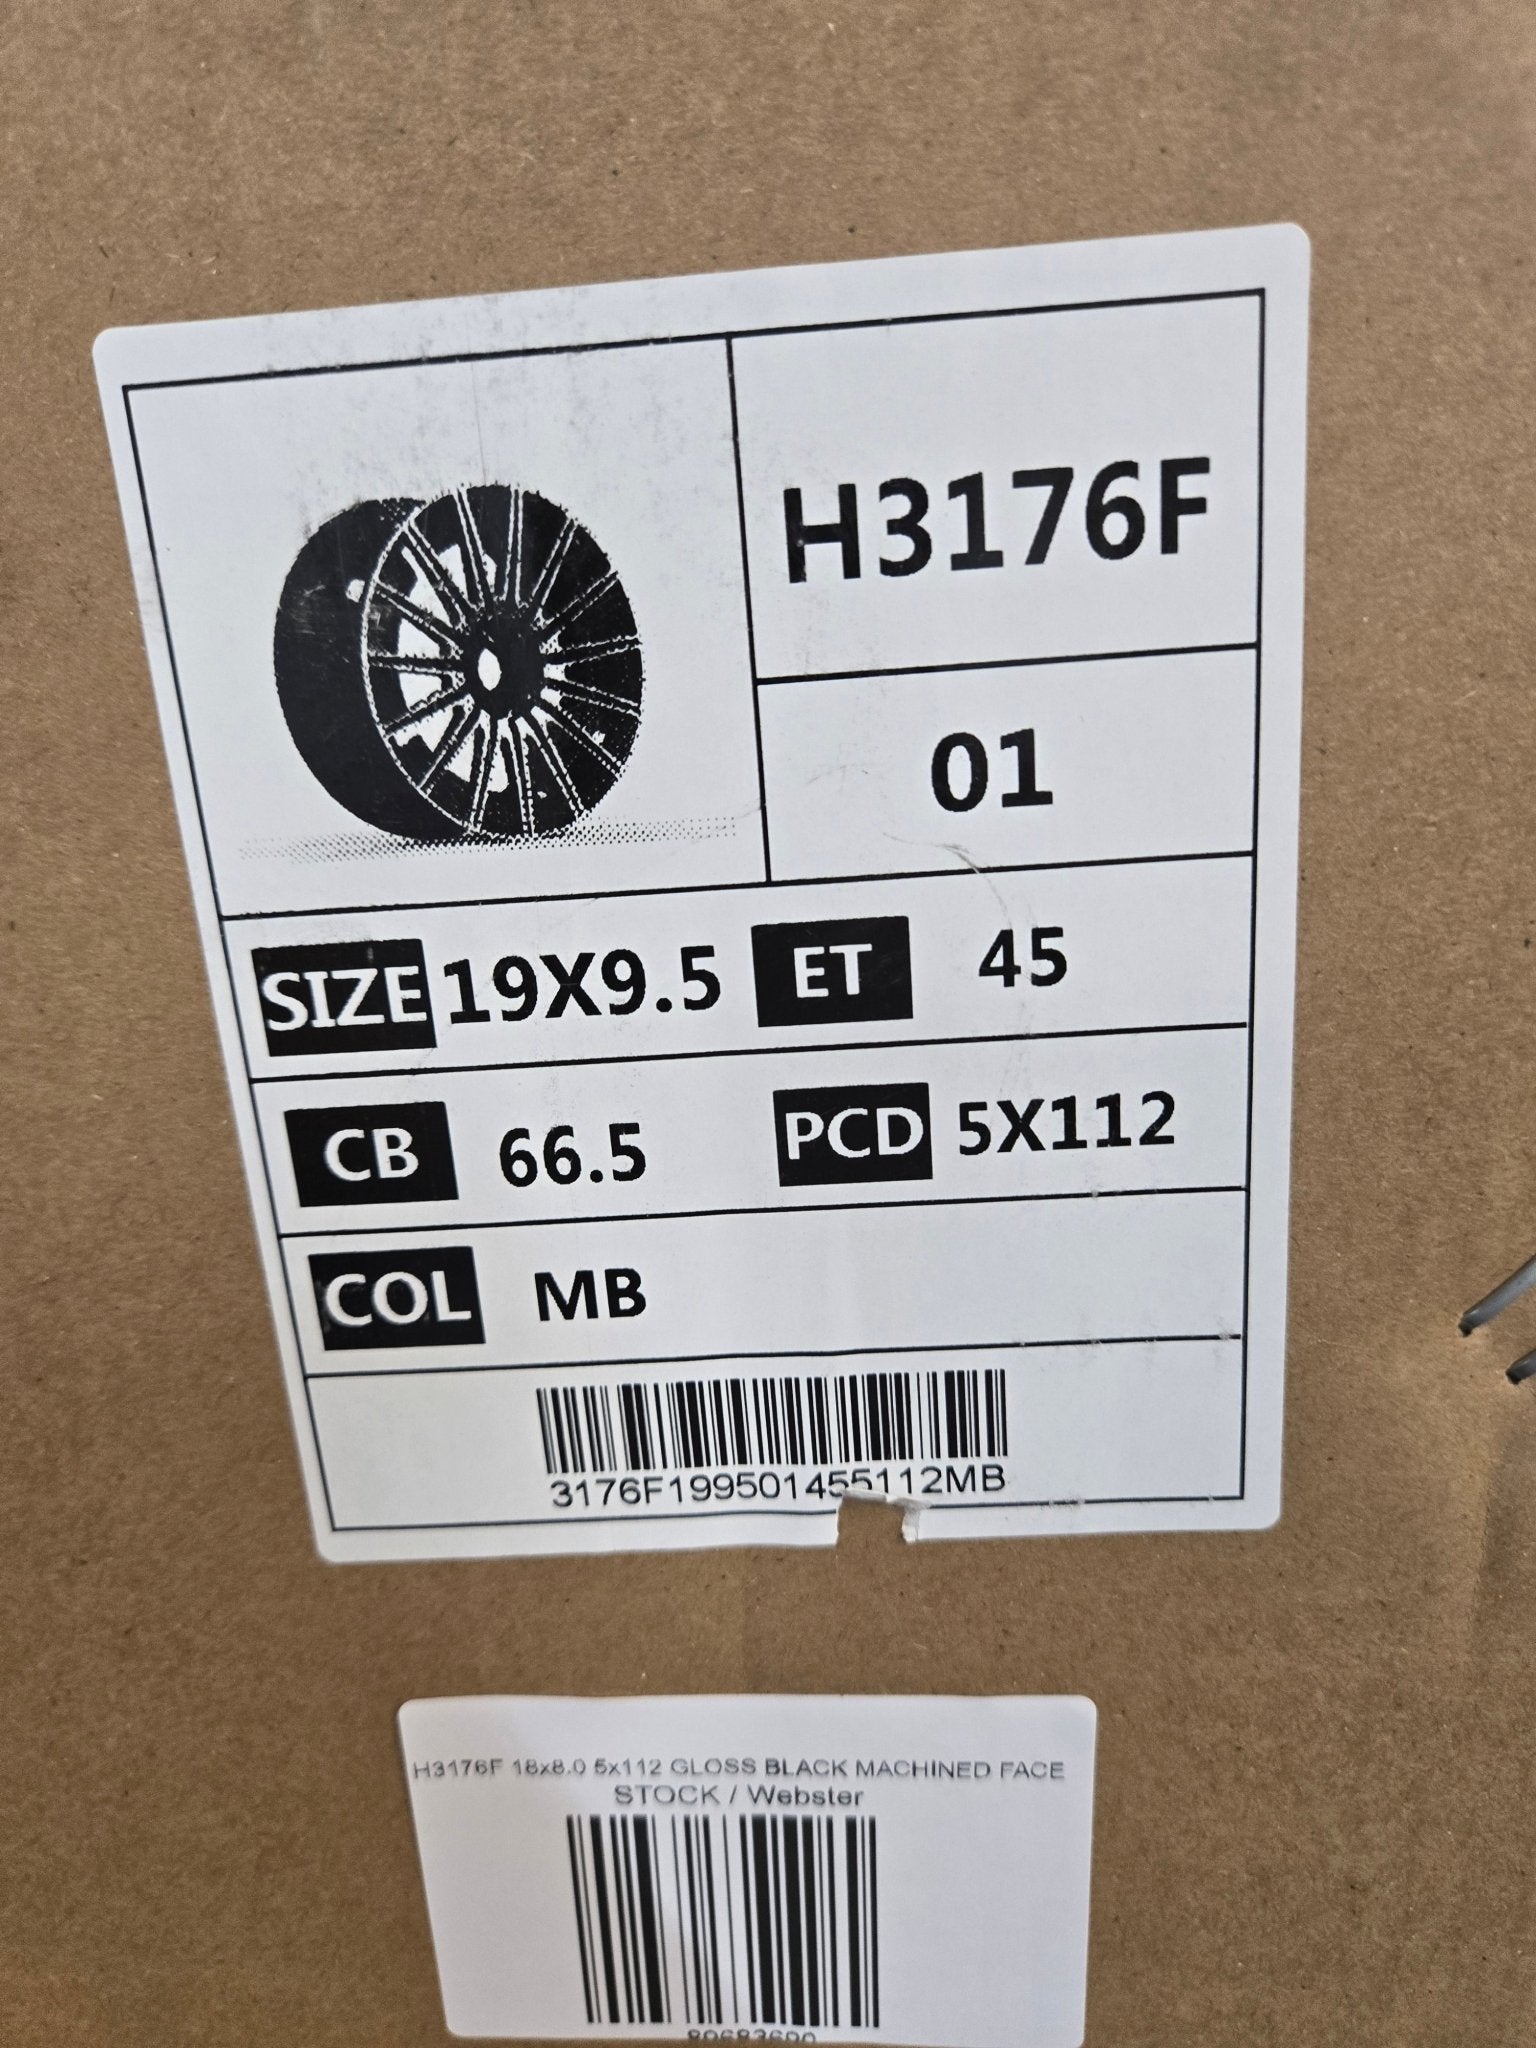 H3176F
01
SIZE 19X9.5 ET 45
CB 66.5 PCD 5X112
COL MB
3176F199501455112MB
H3176F 18x8.0 5x112 GLOSS BLACK MACHINED FACE
STOCK / Webster